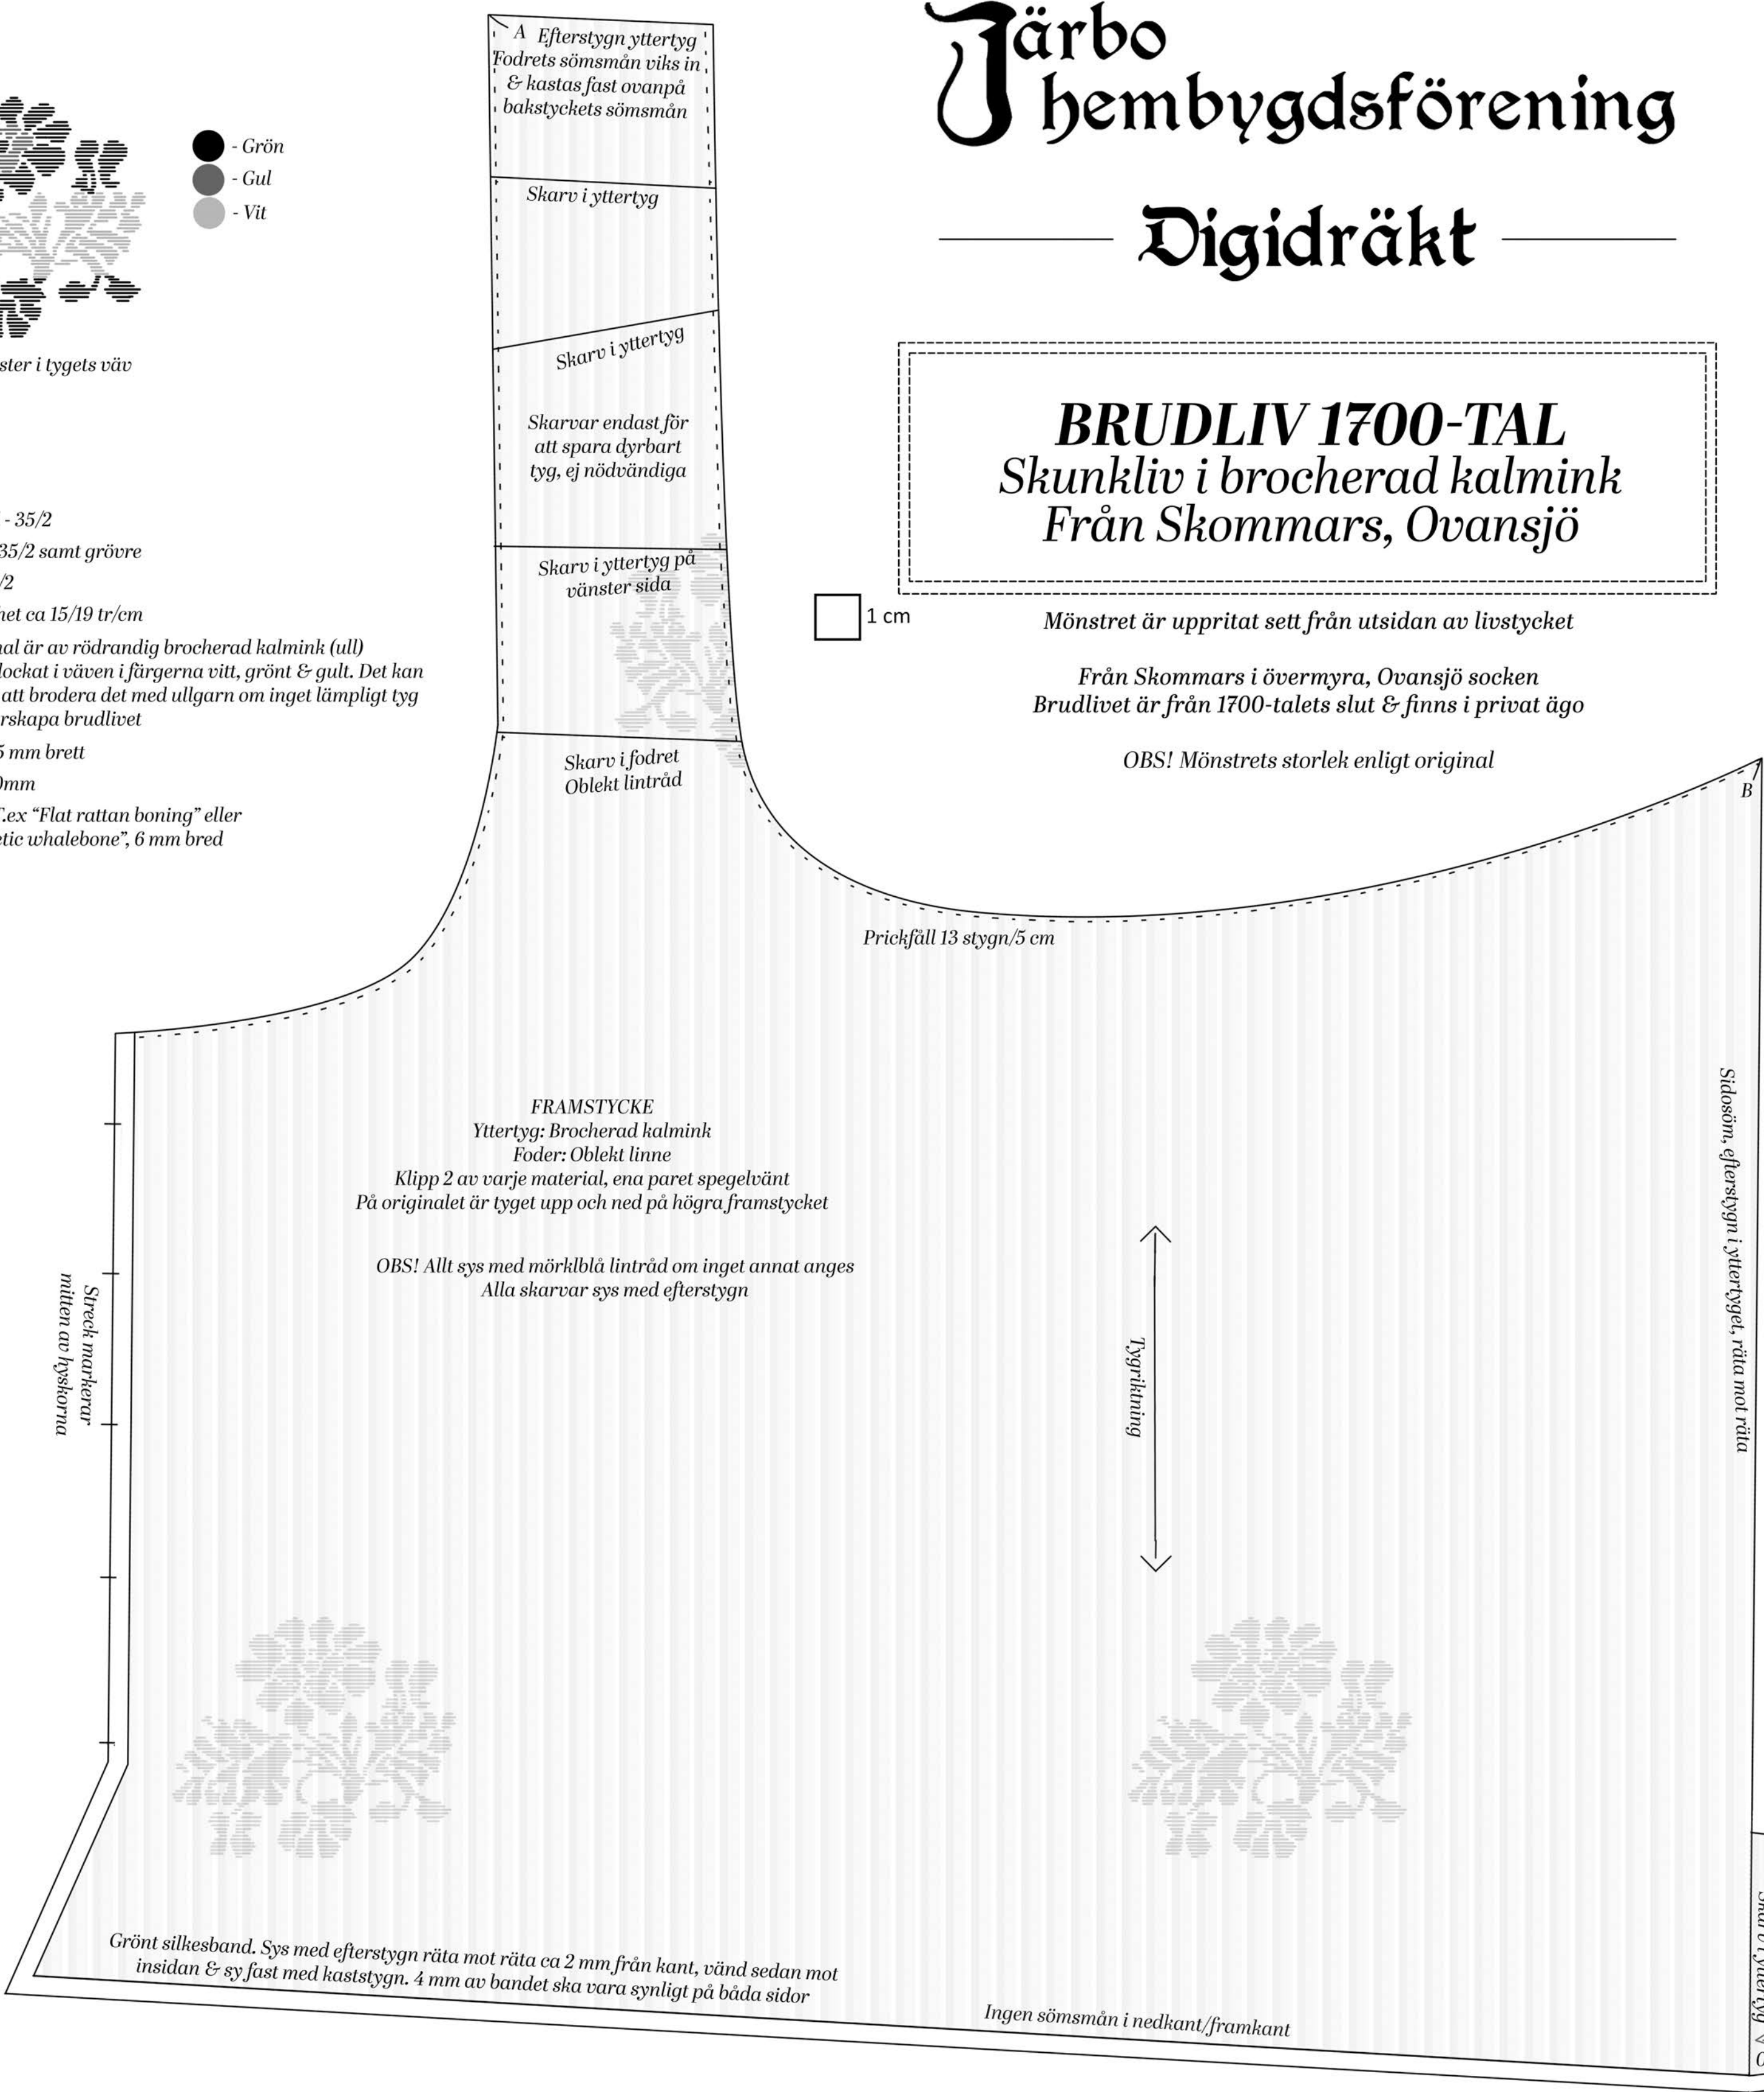 Järbo
hembygdsförening
Digidräkt
BRUDLIV 1700-TAL
Skunkliv i brocherad kalmink
Från Skommars, Ovansjö
1 cm
Mönstret är uppritat sett från utsidan av livstycket
Från Skommars i övermyra, Ovansjö socken
Brudlivet är från 1700-talets slut & finns i privat ägo
OBS! Mönstrets storlek enligt original
- Grön
- Gul
- Vit
i tygets väv
- 35/2
35/2 samt grövre
/2
ca 15/19 tr/cm
är av rödrandig brocherad kalmink (ull)
i väven i färgerna vitt, grönt & gult. Det kan
att brodera det med ullgarn om inget lämpligt tyg
brudlivet
mm brett
mm
T.ex “Flat rattan boning” eller
whalebone”, 6 mm bred
A Efterstygn yttertyg
Fodrets sömsmån viks in
& kastas fast ovanpå
bakstyckets sömsmån
Skarv i yttertyg
Skarv i yttertyg
Skarvar endast för
att spara dyrbart
tyg, ej nödvändiga
Skarv i yttertyg på
vänster sida
Skarv i fodret
Oblekt lintråd
B
Prickfåll 13 stygn/5 cm
FRAMSTYCKE
Yttertyg: Brocherad kalmink
Foder: Oblekt linne
Klipp 2 av varje material, ena paret spegelvänt
På originalet är tyget upp och ned på högra framstycket
OBS! Allt sys med mörklblå lintråd om inget annat anges
Alla skarvar sys med efterstygn
Streck markerar
mitten av hyskorna
Tygriktning
Sidosöm, efterstygn i yttertyget, räta mot räta
Grönt silkesband. Sys med efterstygn räta mot räta ca 2 mm från kant, vänd sedan mot
insidan & sy fast med kaststygn. 4 mm av bandet ska vara synligt på båda sidor
Ingen sömsmån i nedkant/framkant